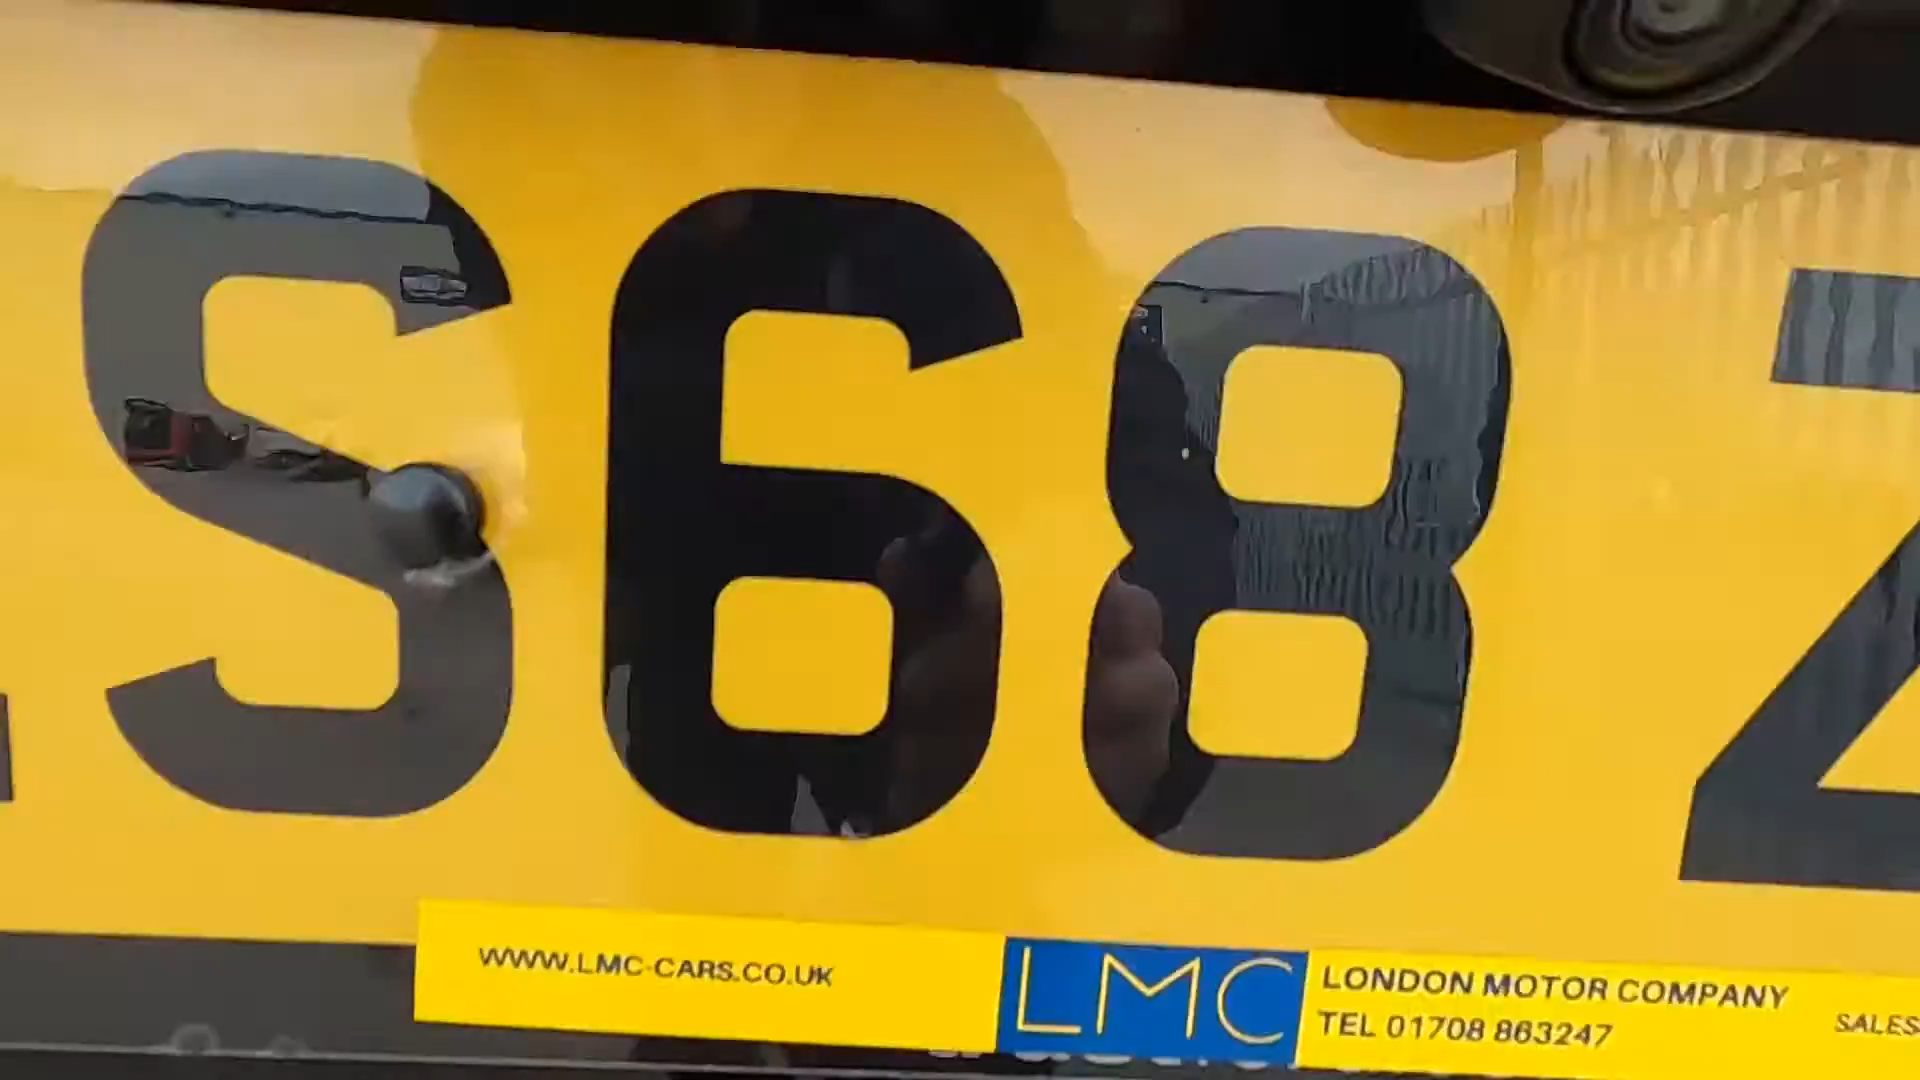 S68 Z
WWW.LMC-CARS.CO.UK
LMC
LONDON MOTOR COMPANY
TEL 01708 863247
SALES